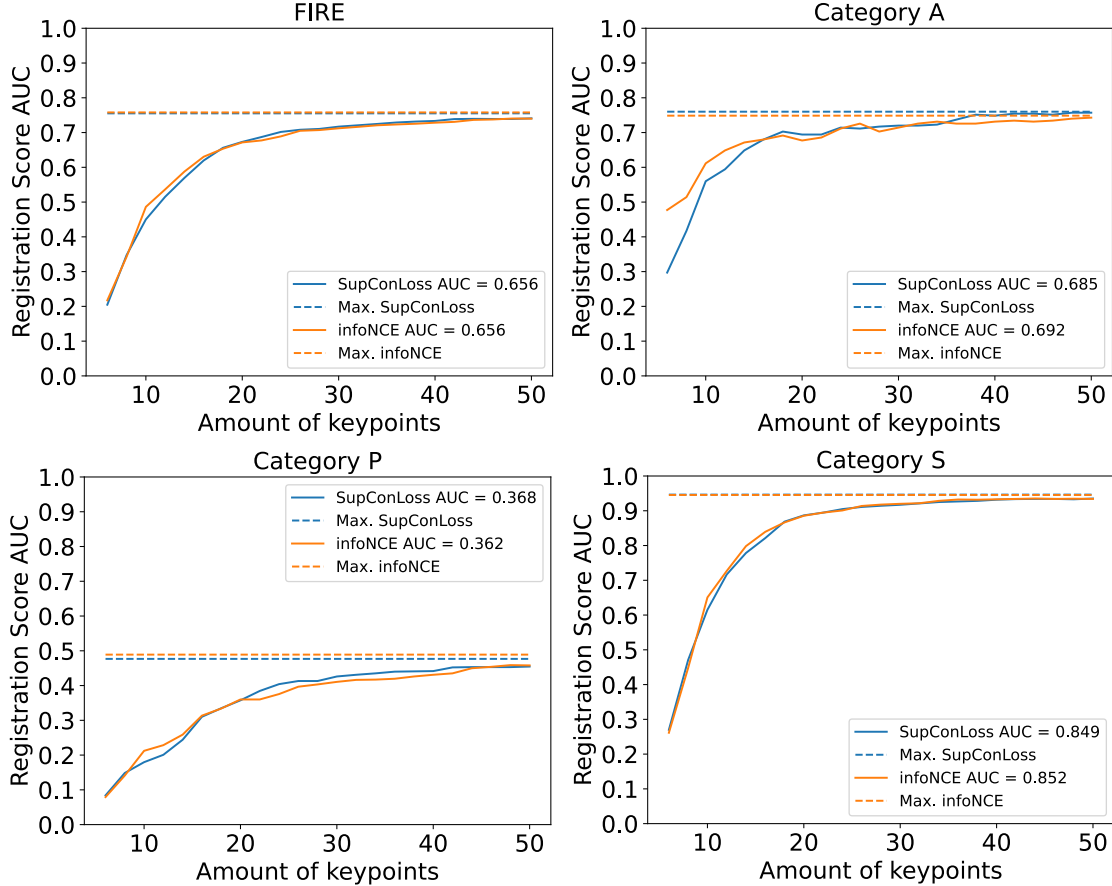 FIRE
1.0
0.9
0.8
0.7
0.6
0.5
0.4
0.3
0.2
0.1
0.0
Registration Score AUC
SupConLoss AUC = 0.656
Max. SupConLoss
infoNCE AUC = 0.656
Max. infoNCE
10 20 30 40 50
Amount of keypoints
Category A
1.0
0.9
0.8
0.7
0.6
0.5
0.4
0.3
0.2
0.1
0.0
Registration Score AUC
SupConLoss AUC = 0.685
Max. SupConLoss
infoNCE AUC = 0.692
Max. infoNCE
10 20 30 40 50
Amount of keypoints
Category P
1.0
0.9
0.8
0.7
0.6
0.5
0.4
0.3
0.2
0.1
0.0
Registration Score AUC
SupConLoss AUC = 0.368
Max. SupConLoss
infoNCE AUC = 0.362
Max. infoNCE
10 20 30 40 50
Amount of keypoints
Category S
1.0
0.9
0.8
0.7
0.6
0.5
0.4
0.3
0.2
0.1
0.0
Registration Score AUC
SupConLoss AUC = 0.849
Max. SupConLoss
infoNCE AUC = 0.852
Max. infoNCE
10 20 30 40 50
Amount of keypoints